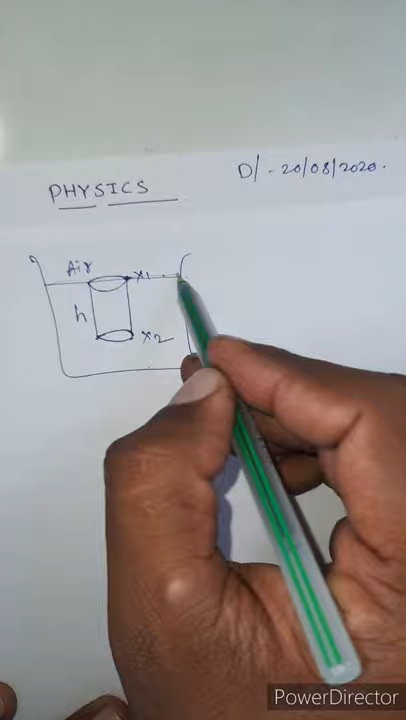 PHYSICS
D/- 20/08/2020.
Air
x1
h
x2
PowerDirector